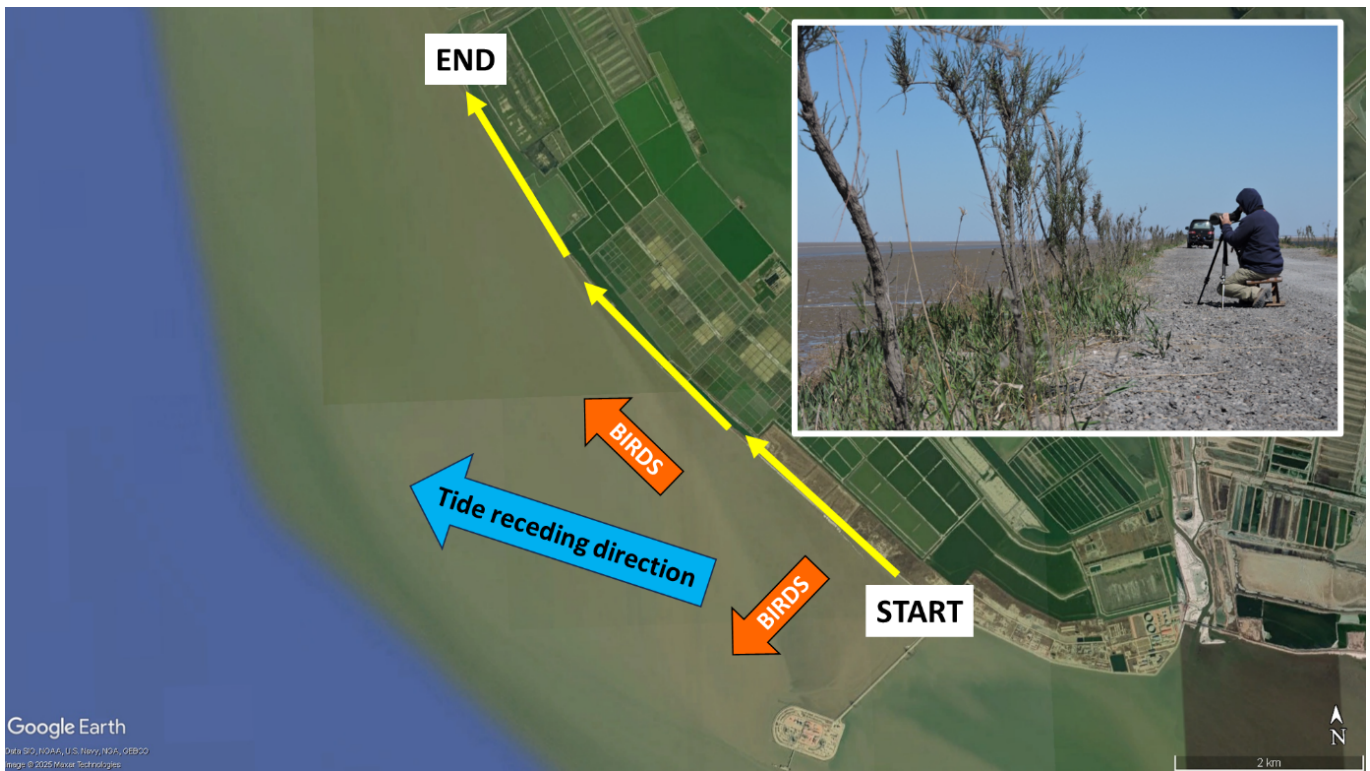 END
BIRDS
Tide receding direction
BIRDS
START
Google Earth
Data SIO, NOAA, U.S. Navy, NGA, GEBCO
Image © 2025 Maxar Technologies
N
2 km